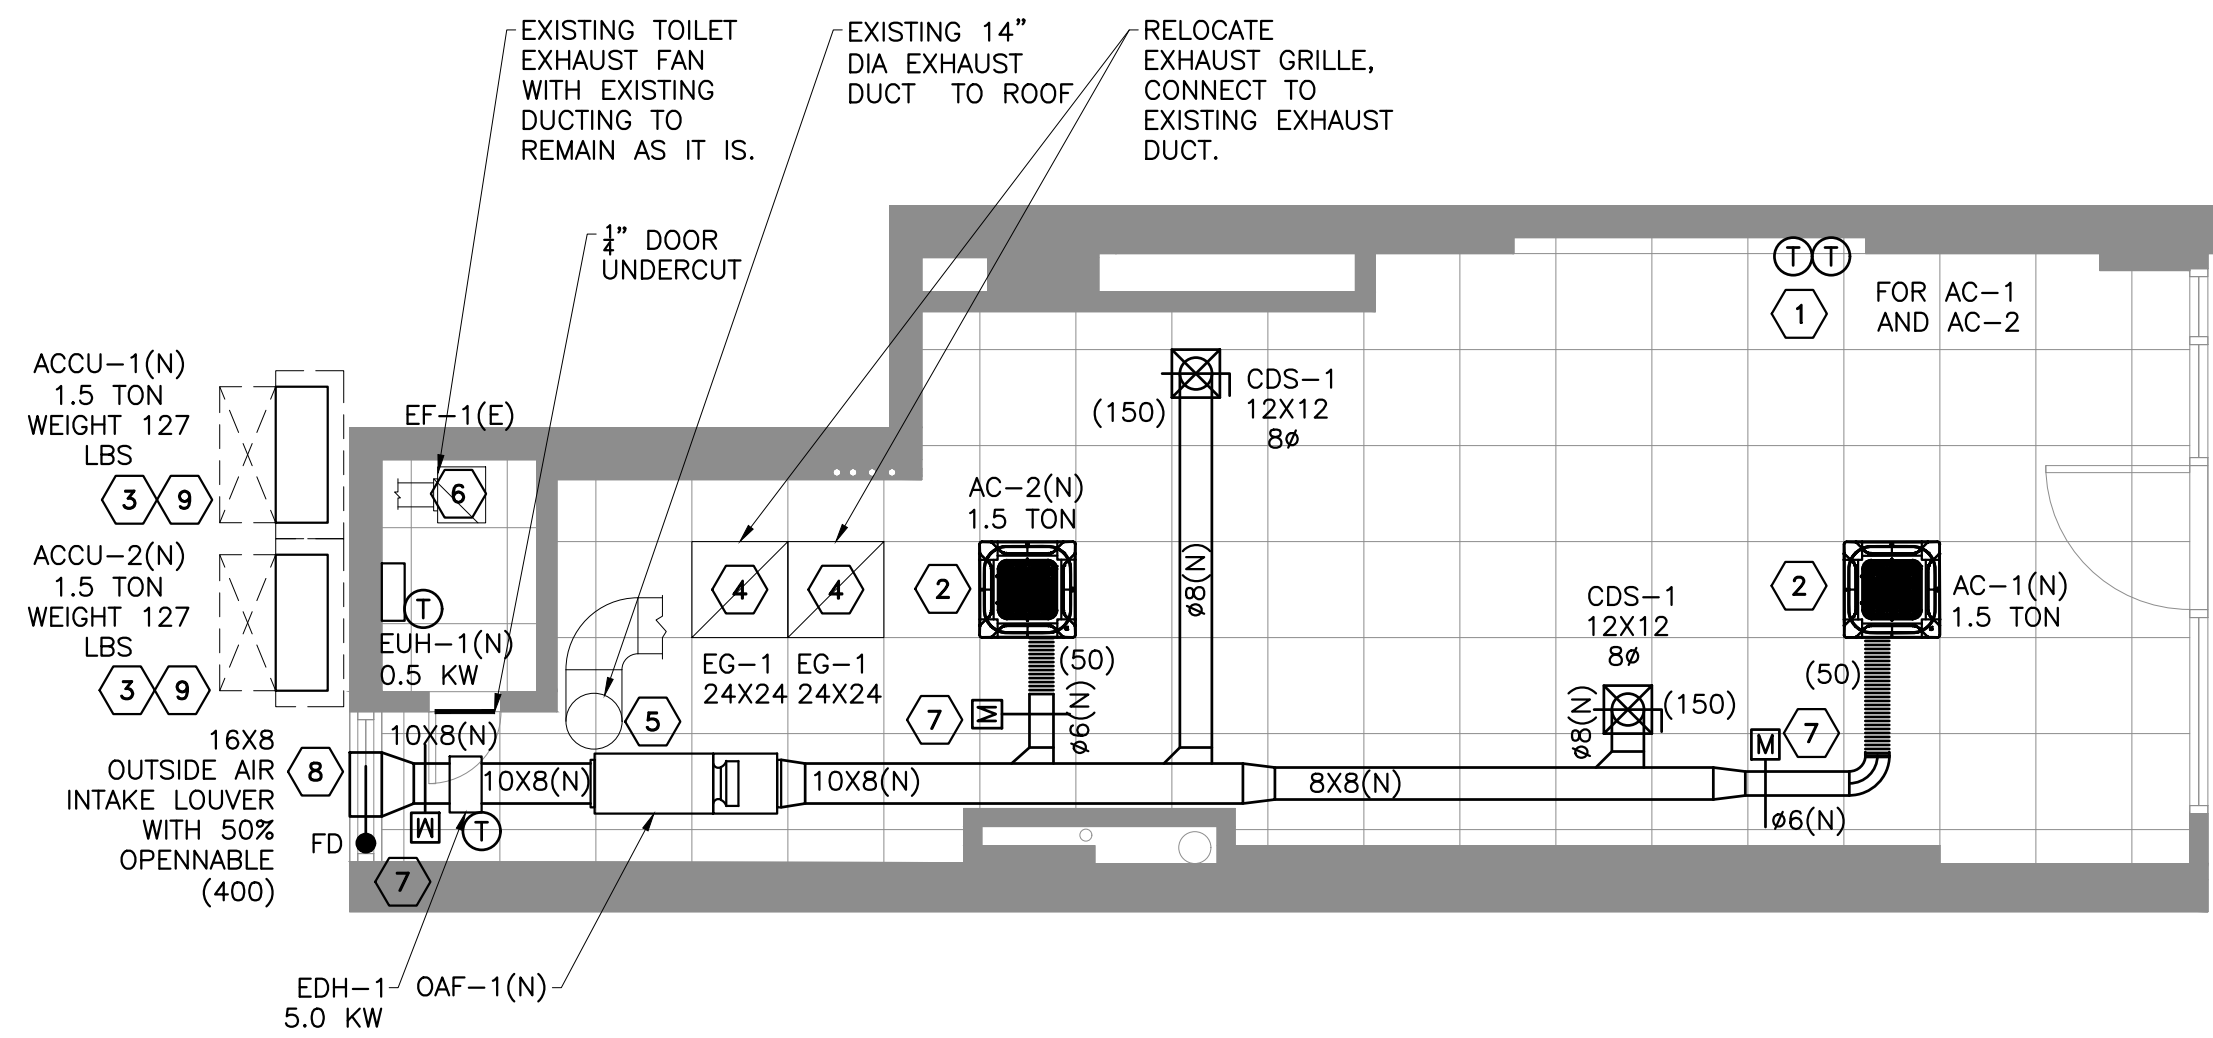 EXISTING TOILET
EXHAUST FAN
WITH EXISTING
DUCTING TO
REMAIN AS IT IS.
EXISTING 14"
DIA EXHAUST
DUCT TO ROOF
RELOCATE
EXHAUST GRILLE,
CONNECT TO
EXISTING EXHAUST
DUCT.
1/4" DOOR
UNDERCUT
T T
1
FOR AC-1
AND AC-2
ACCU-1(N)
1.5 TON
WEIGHT 127
LBS
3 9
ACCU-2(N)
1.5 TON
WEIGHT 127
LBS
3 9
EF-1(E)
6
T
EUH-1(N)
0.5 KW
10X8(N)
16X8
OUTSIDE AIR
INTAKE LOUVER
WITH 50%
OPENNABLE
(400)
8
FD
7
M
T
10X8(N)
EDH-1
5.0 KW
OAF-1(N)
5
4
4
EG-1
24X24
EG-1
24X24
AC-2(N)
1.5 TON
2
(50)
7
M
ø6(N)
10X8(N)
(150)
CDS-1
12X12
8ø
ø8(N)
8X8(N)
CDS-1
12X12
8ø
ø8(N)
(150)
2
AC-1(N)
1.5 TON
(50)
M
7
ø6(N)